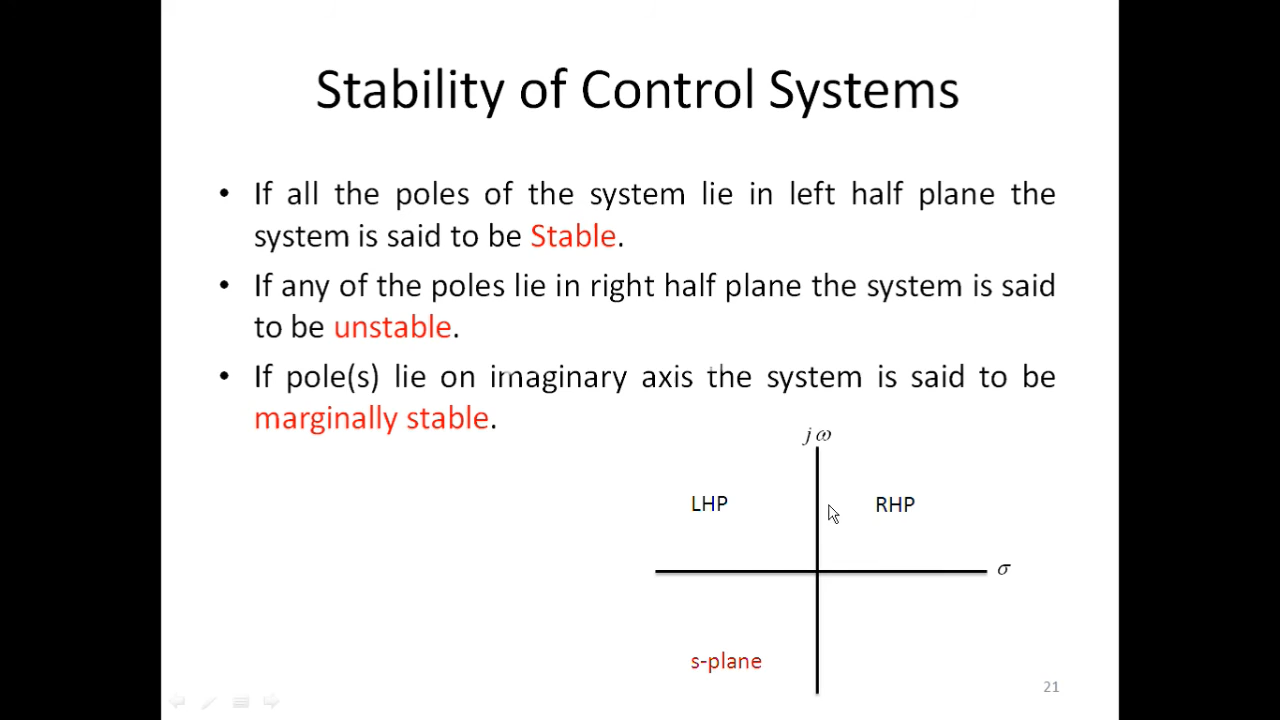 Stability of Control Systems
• If all the poles of the system lie in left half plane the
system is said to be Stable.
• If any of the poles lie in right half plane the system is said
to be unstable.
• If pole(s) lie on imaginary axis the system is said to be
marginally stable.
jω
LHP
RHP
σ
s-plane
21